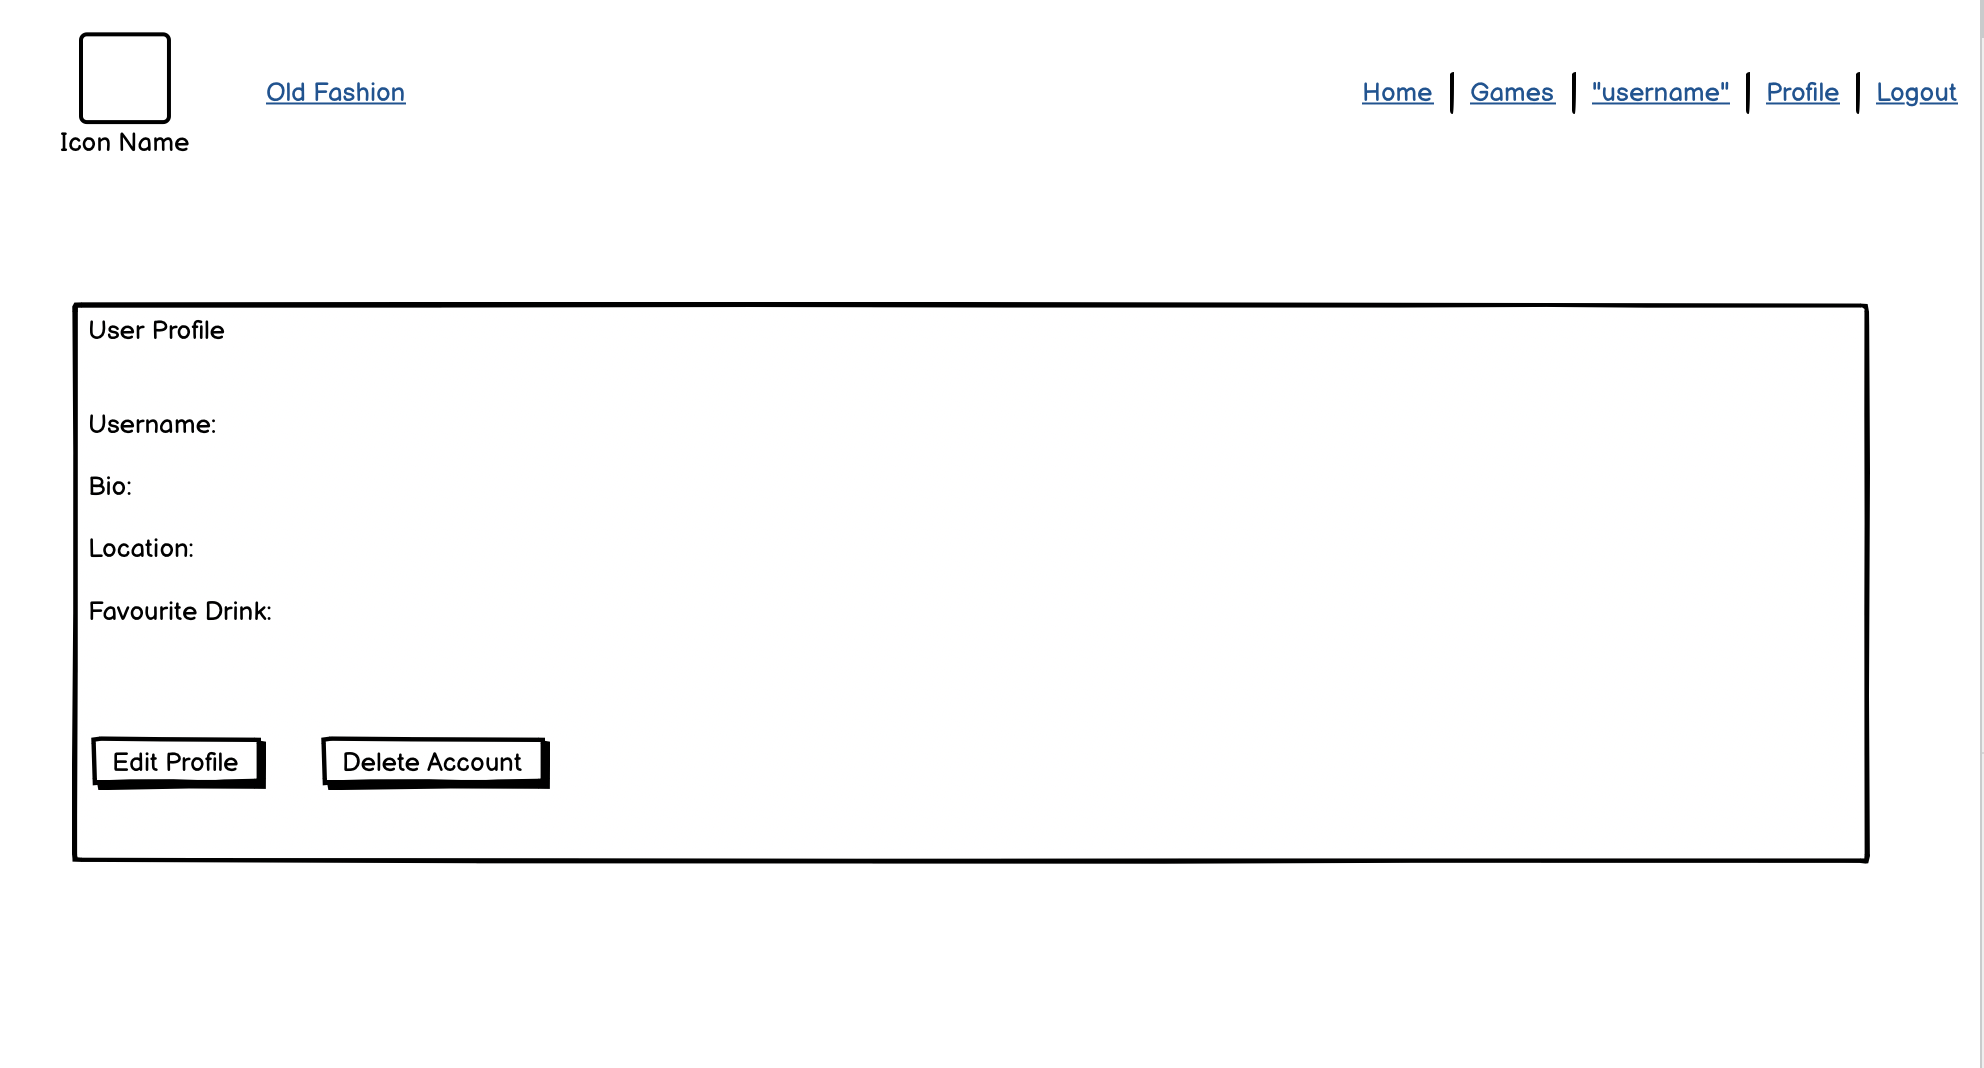 Old Fashion
Home | Games | "username" | Profile | Logout
Icon Name
User Profile
Username:
Bio:
Location:
Favourite Drink:
Edit Profile
Delete Account